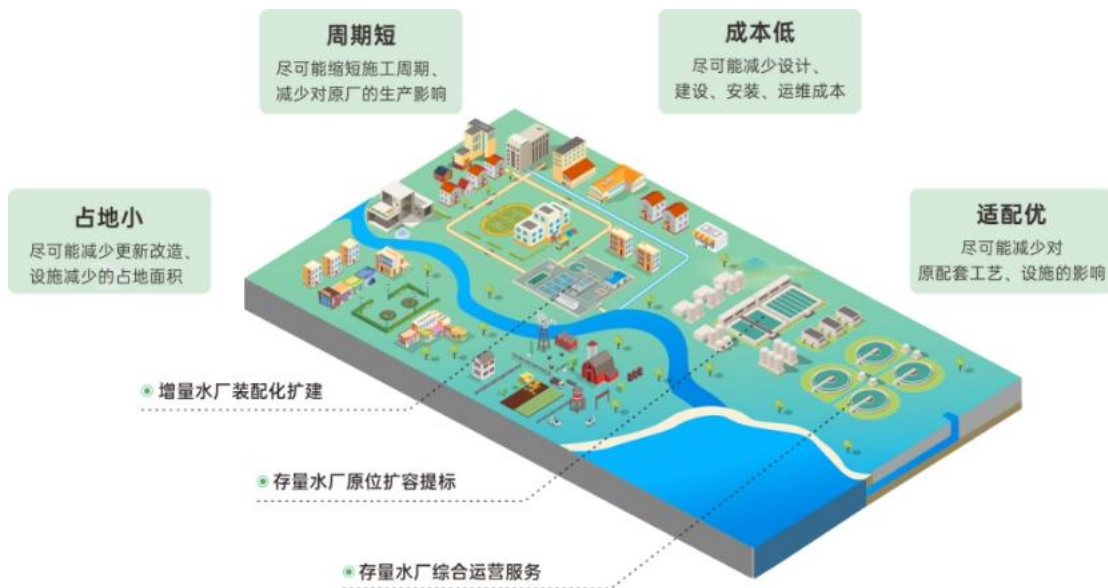 周期短
尽可能缩短施工周期、
减少对原厂的生产影响
成本低
尽可能减少设计、
建设、安装、运维成本
占地小
尽可能减少更新改造、
设施减少的占地面积
适配优
尽可能减少对
原配套工艺、设施的影响
增量水厂装配化扩建
存量水厂原位扩容提标
存量水厂综合运营服务